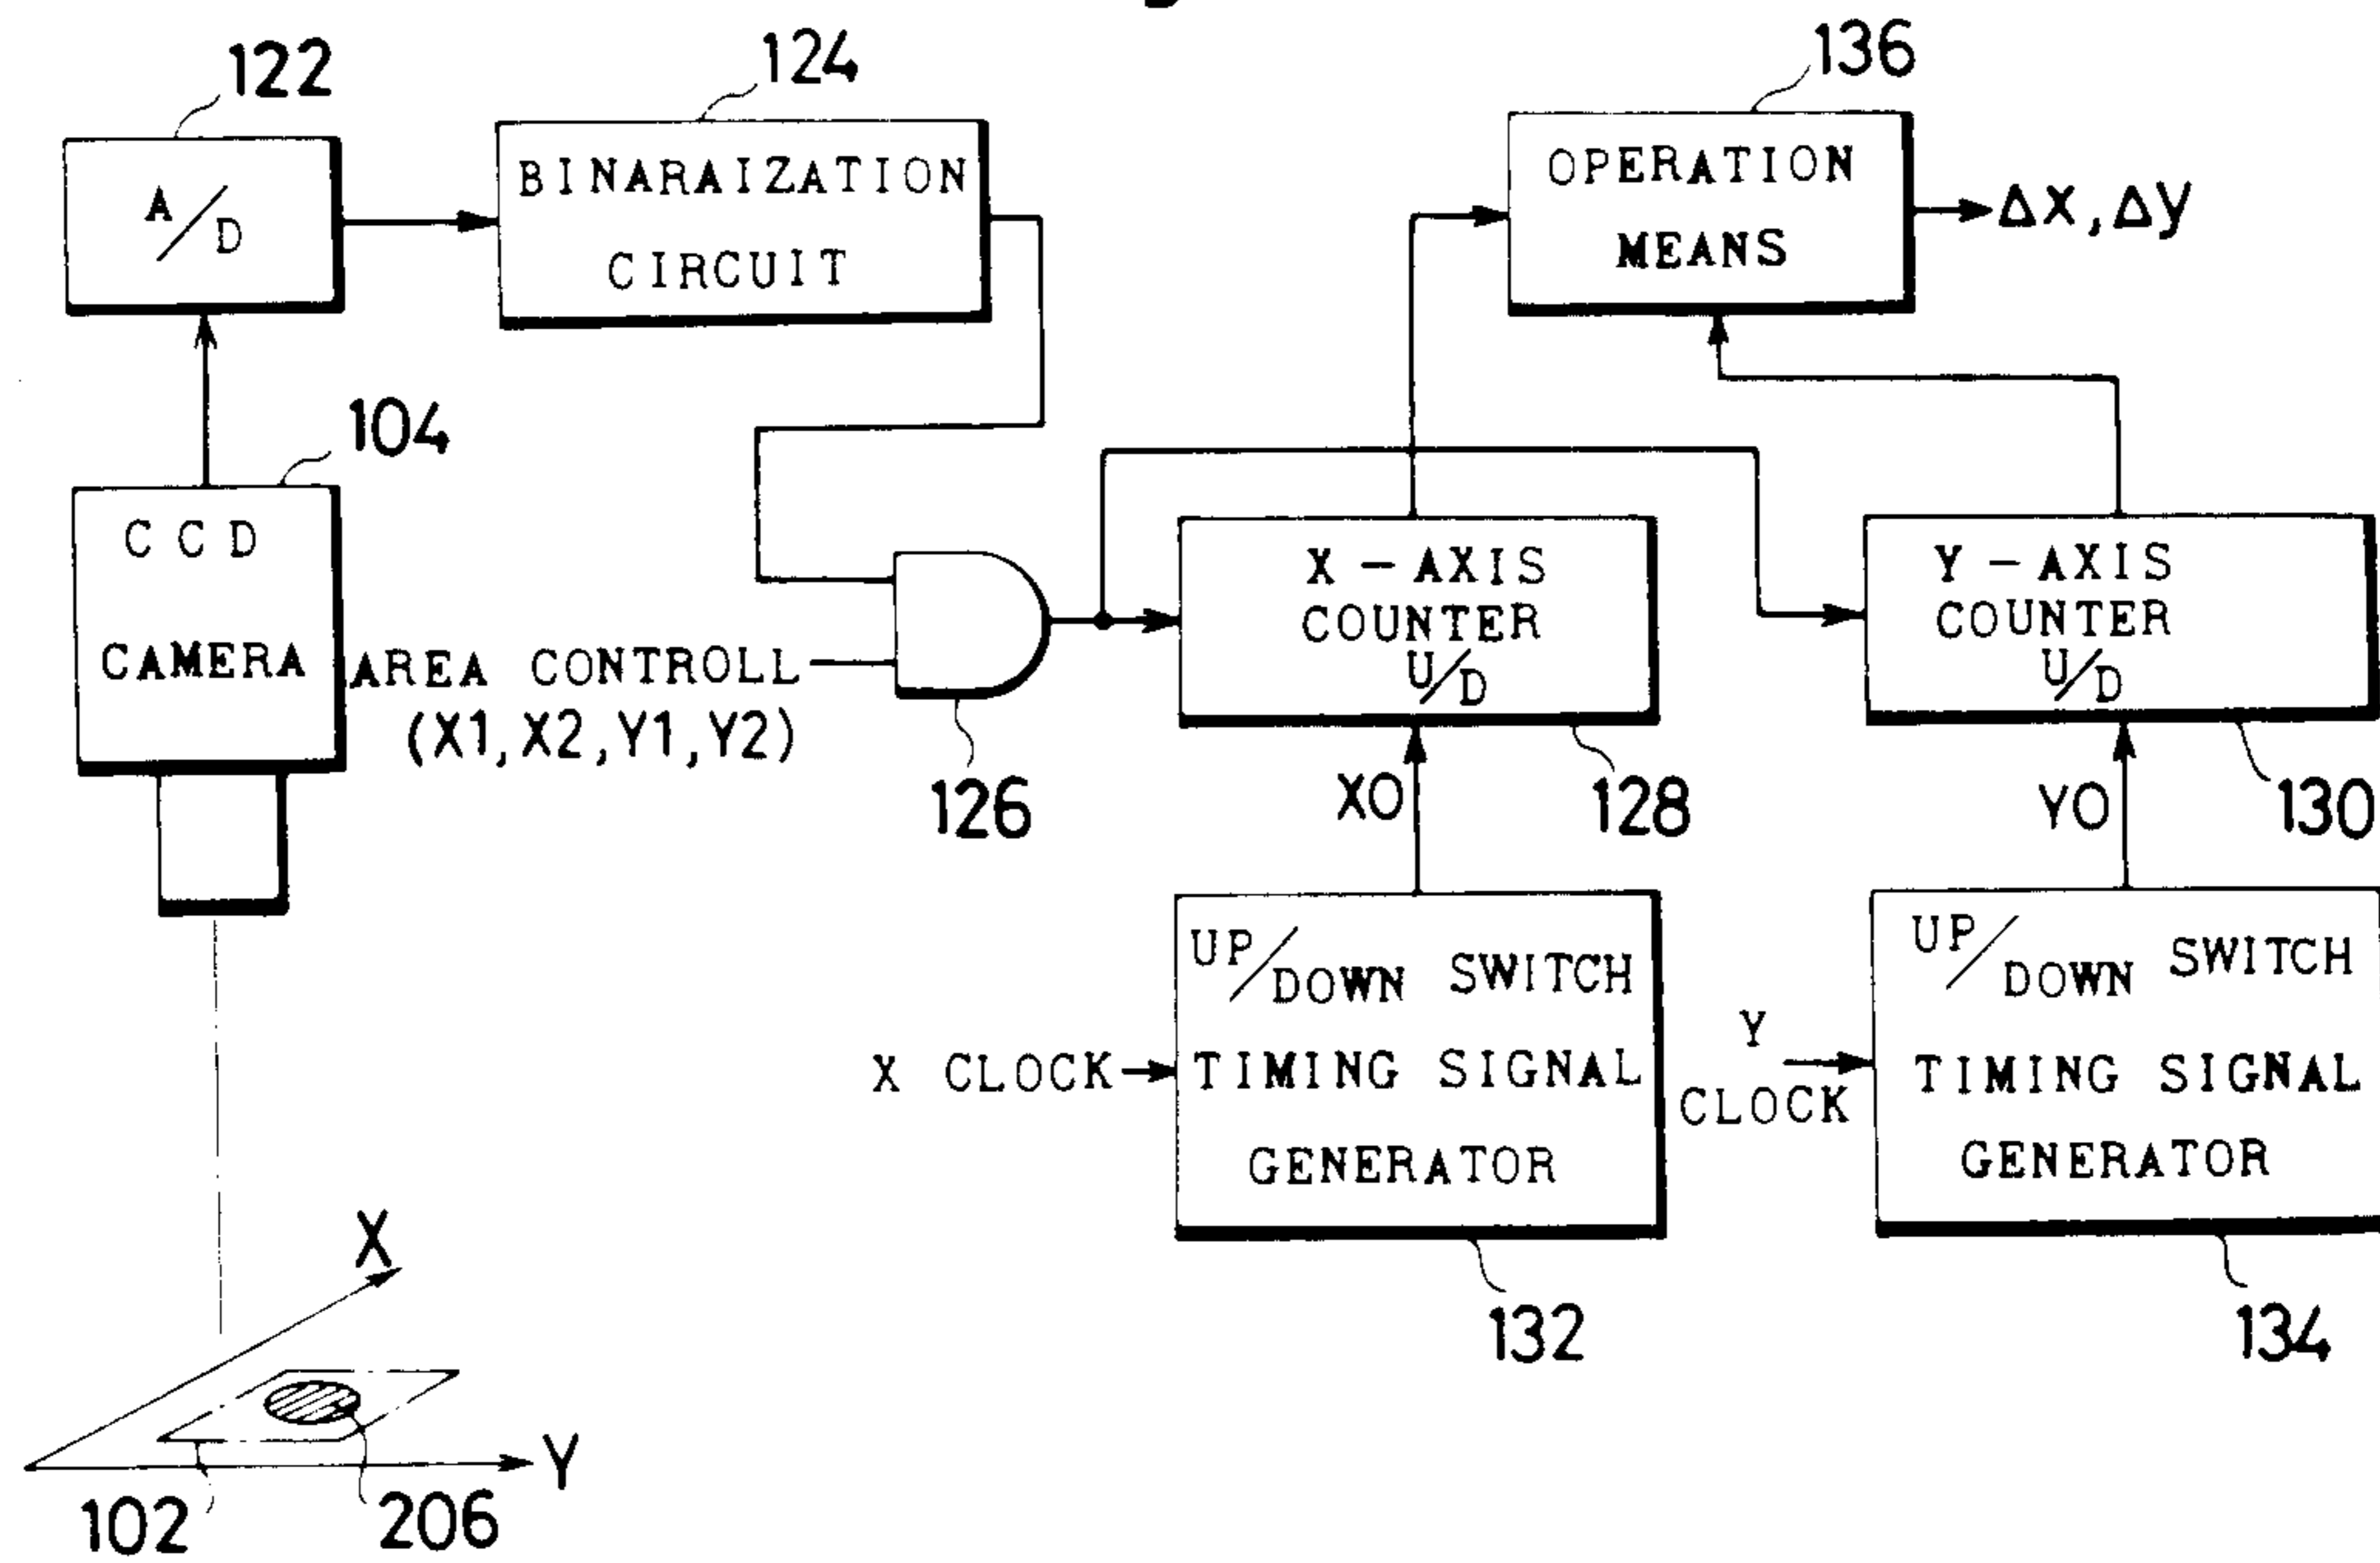 122
124
136
A/D
BINARAIZATION
CIRCUIT
OPERATION
MEANS
ΔX, ΔY
104
CCD
CAMERA
AREA CONTROLL
(X1, X2, Y1, Y2)
126
X-AXIS
COUNTER
U/D
Y-AXIS
COUNTER
U/D
X0
128
Y0
130
UP/DOWN SWITCH
TIMING SIGNAL
GENERATOR
X CLOCK
UP/DOWN SWITCH
TIMING SIGNAL
GENERATOR
Y
CLOCK
132
134
X
Y
102
206